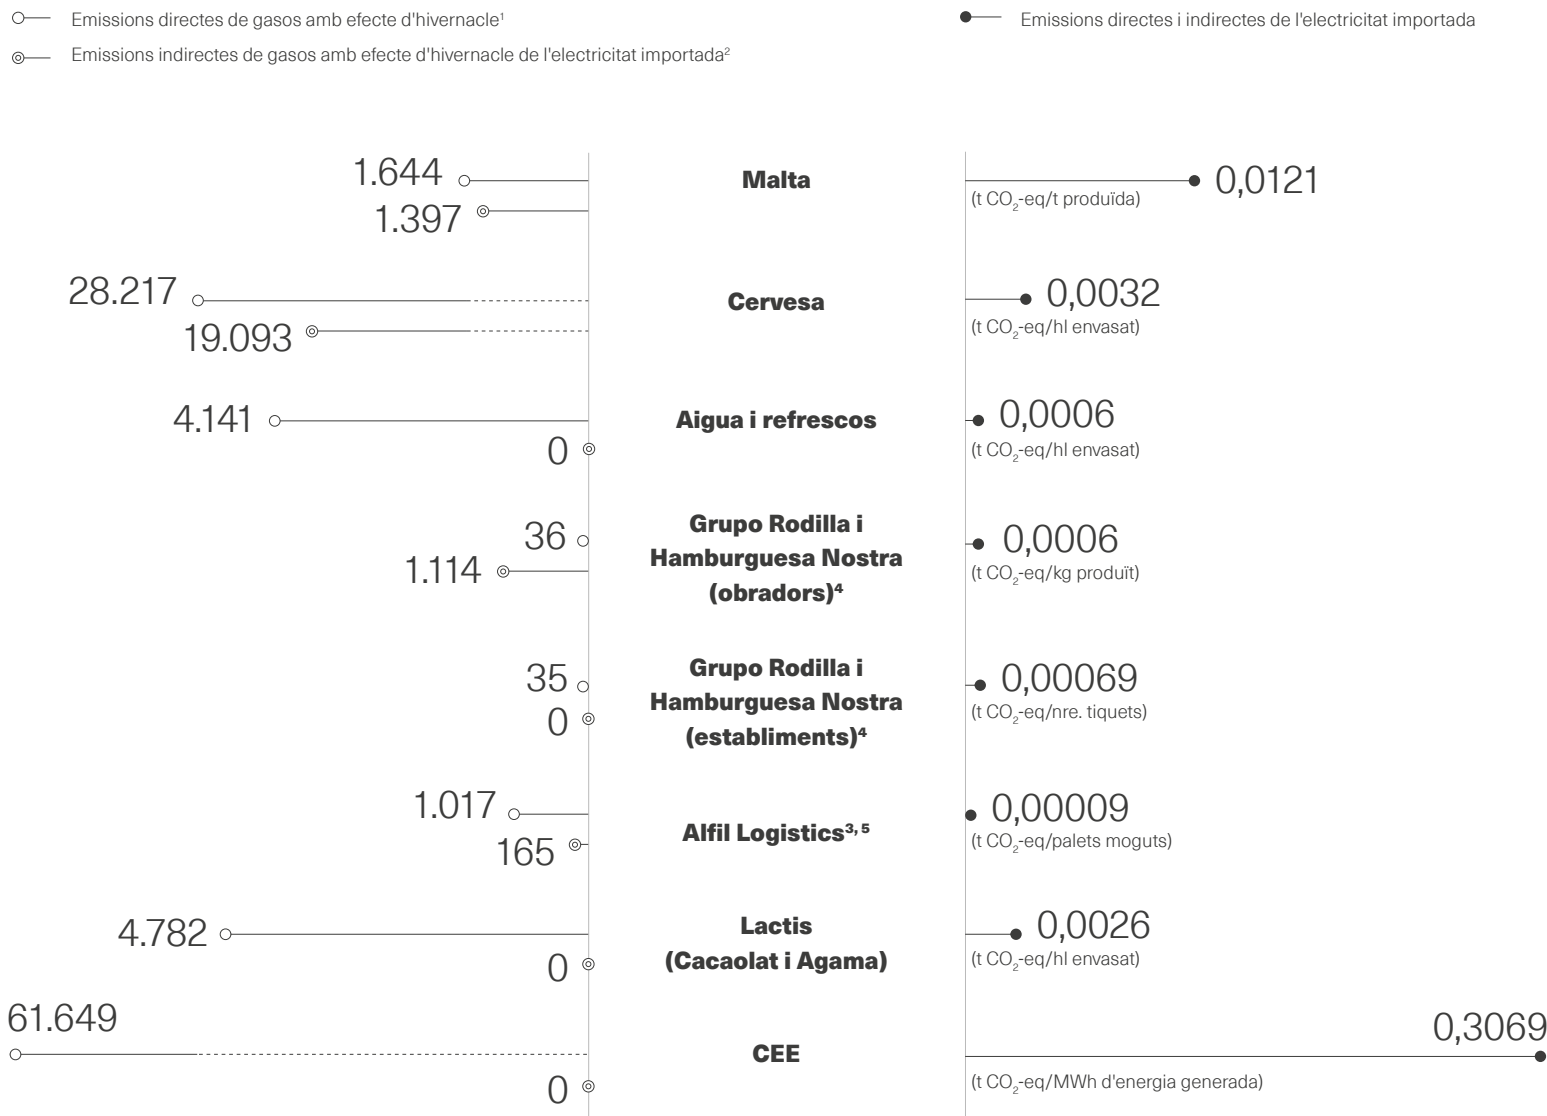 Emissions directes de gasos amb efecte d'hivernacle¹
Emissions indirectes de gasos amb efecte d'hivernacle de l'electricitat importada²
Emissions directes i indirectes de l'electricitat importada
1.644
1.397
Malta
0,0121
(t CO₂-eq/t produïda)
28.217
19.093
Cervesa
0,0032
(t CO₂-eq/hl envasat)
4.141
0
Aigua i refrescos
0,0006
(t CO₂-eq/hl envasat)
36
1.114
Grupo Rodilla i
Hamburguesa Nostra
(obradors)⁴
0,0006
(t CO₂-eq/kg produït)
35
0
Grupo Rodilla i
Hamburguesa Nostra
(establiments)⁴
0,00069
(t CO₂-eq/nre. tiquets)
1.017
165
Alfil Logistics³,⁵
0,00009
(t CO₂-eq/palets moguts)
4.782
0
Lactis
(Cacaolat i Agama)
0,0026
(t CO₂-eq/hl envasat)
61.649
0
CEE
0,3069
(t CO₂-eq/MWh d'energia generada)